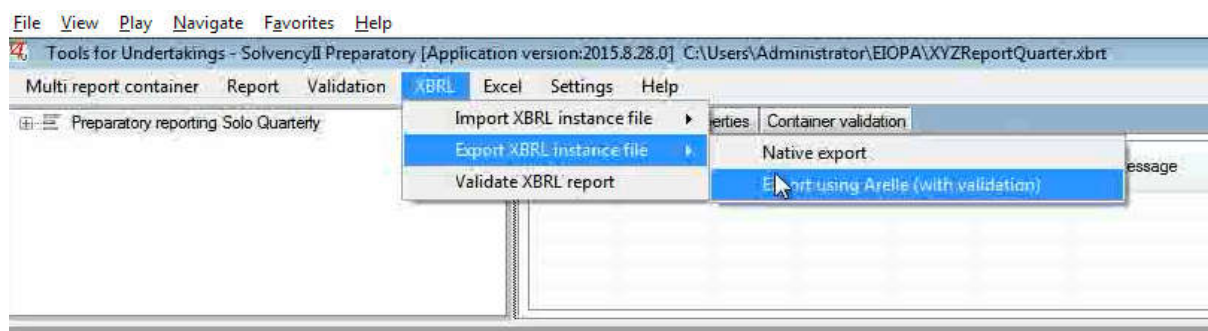 File View Play Navigate Favorites Help
Tools for Undertakings - SolvencyII Preparatory [Application version:2015.8.28.0] C:\Users\Administrator\EIOPA\XYZReportQuarter.xbrt
Multi report container Report Validation XBRL Excel Settings Help
Preparatory reporting Solo Quarterly
Import XBRL instance file
erties Container validation
Export XBRL instance file
Native export
essage
Validate XBRL report
Export using Arelle (with validation)